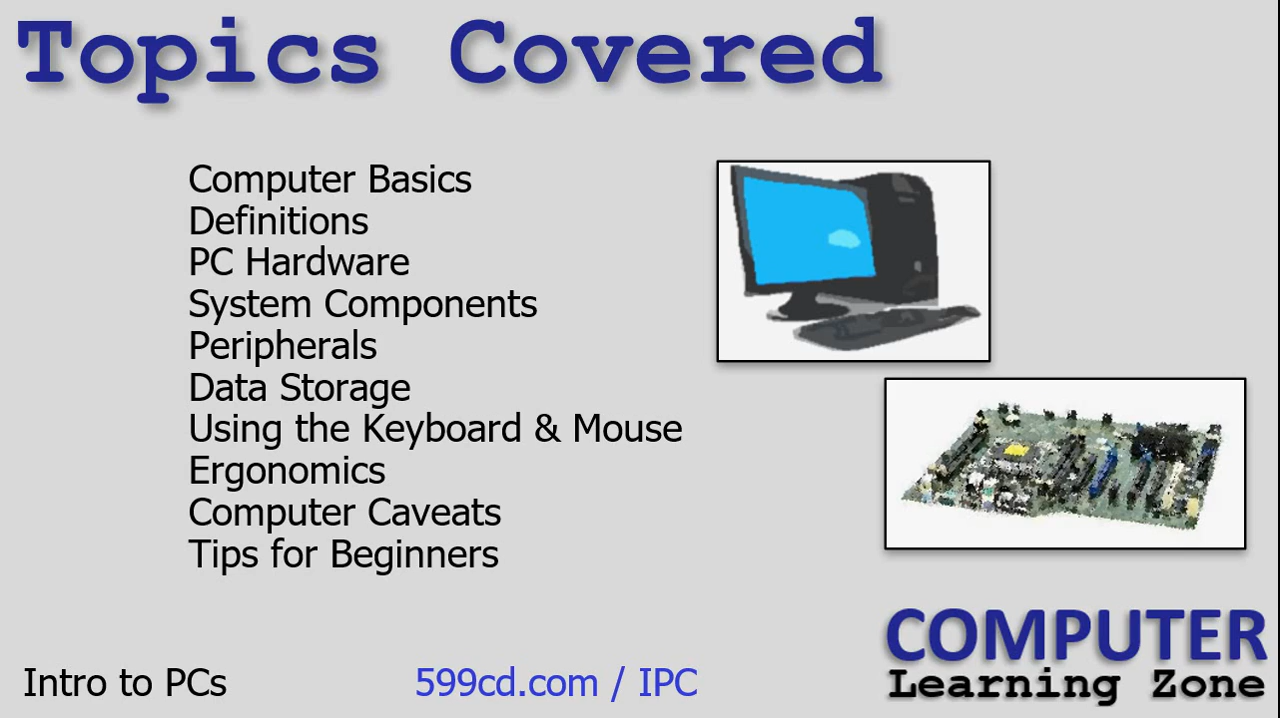 Topics Covered
Computer Basics
Definitions
PC Hardware
System Components
Peripherals
Data Storage
Using the Keyboard & Mouse
Ergonomics
Computer Caveats
Tips for Beginners
Intro to PCs
599cd.com / IPC
COMPUTER
Learning Zone